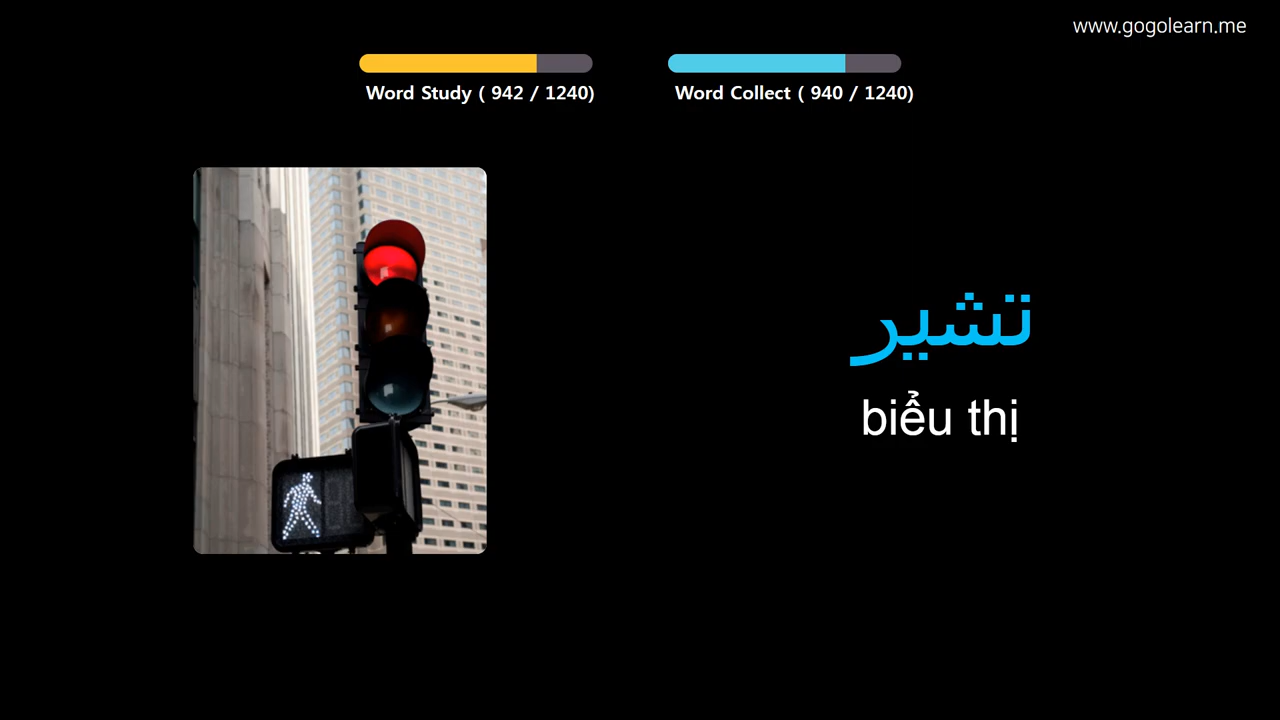 www.gogolearn.me
Word Study ( 942 / 1240)
Word Collect ( 940 / 1240)
تشير
biểu thị